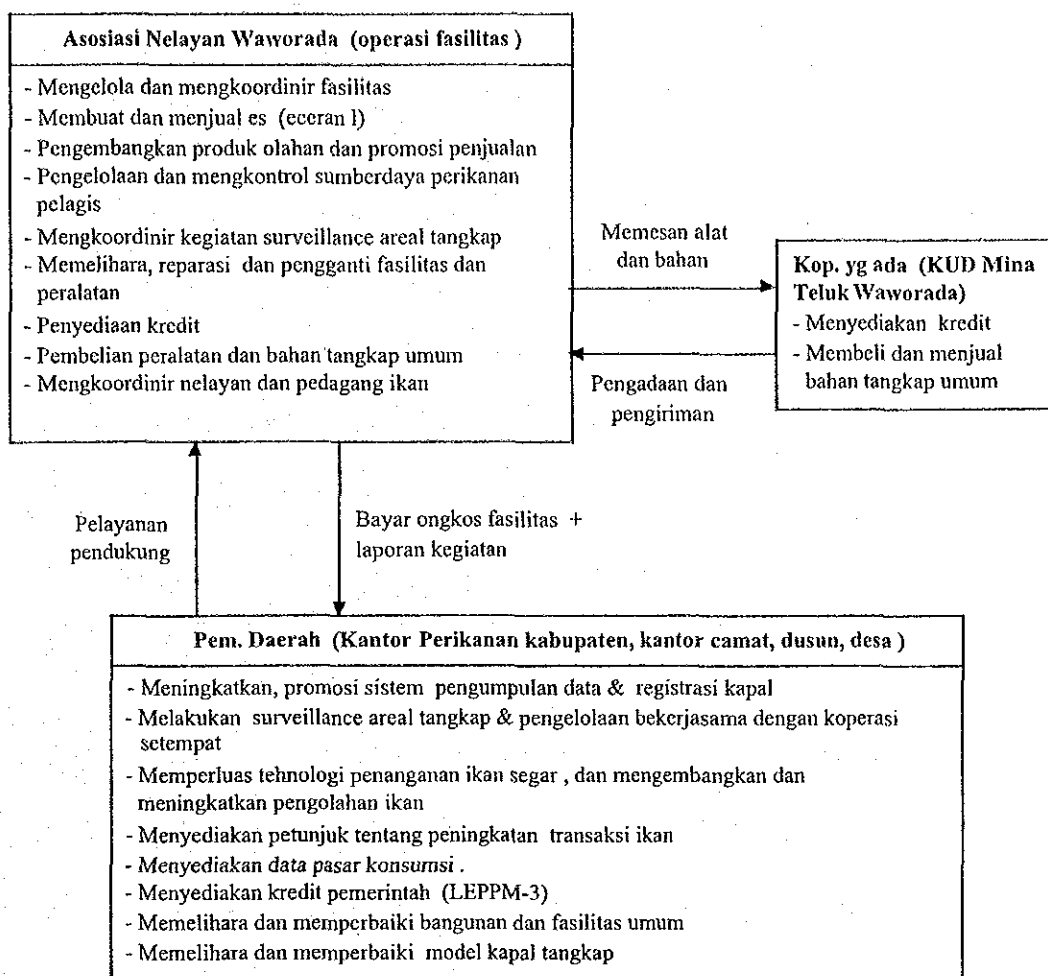 Asosiasi Nelayan Waworada (operasi fasilitas )
- Mengelola dan mengkoordinir fasilitas
- Membuat dan menjual es (eceran 1)
- Pengembangkan produk olahan dan promosi penjualan
- Pengelolaan dan mengkontrol sumberdaya perikanan
pelagis
- Mengkoordinir kegiatan surveillance areal tangkap
- Memelihara, reparasi dan pengganti fasilitas dan
peralatan
- Penyediaan kredit
- Pembelian peralatan dan bahan tangkap umum
- Mengkoordinir nelayan dan pedagang ikan
Memesan alat
dan bahan
Pengadaan dan
pengiriman
Kop. yg ada (KUD Mina
Teluk Waworada)
- Menyediakan kredit
- Membeli dan menjual
bahan tangkap umum
Pelayanan
pendukung
Bayar ongkos fasilitas +
laporan kegiatan
Pem. Daerah (Kantor Perikanan kabupaten, kantor camat, dusun, desa )
- Meningkatkan, promosi sistem pengumpulan data & registrasi kapal
- Melakukan surveillance areal tangkap & pengelolaan bekerjasama dengan koperasi
setempat
- Memperluas tehnologi penanganan ikan segar , dan mengembangkan dan
meningkatkan pengolahan ikan
- Menyediakan petunjuk tentang peningkatan transaksi ikan
- Menyediakan data pasar konsumsi .
- Menyediakan kredit pemerintah (LEPPM-3)
- Memelihara dan memperbaiki bangunan dan fasilitas umum
- Memelihara dan memperbaiki model kapal tangkap